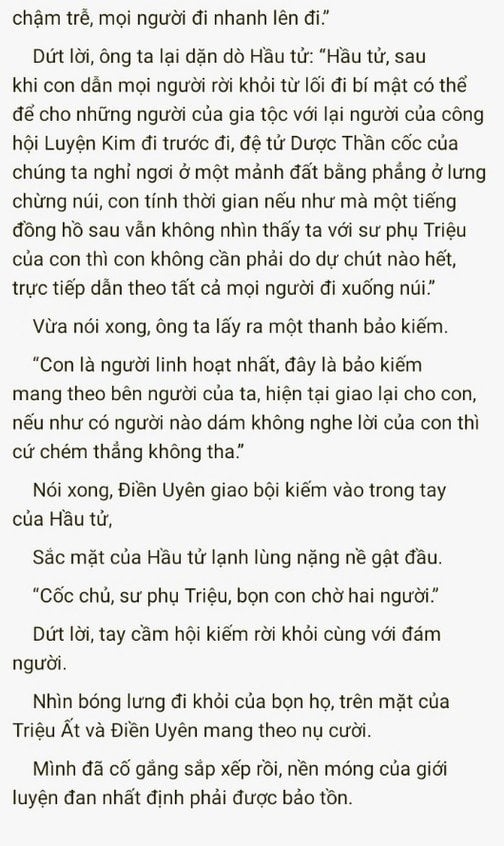 chậm trễ, mọi người đi nhanh lên đi.”
Dứt lời, ông ta lại dặn dò Hầu tử: “Hầu tử, sau
khi con dẫn mọi người rời khỏi từ lối đi bí mật có thể
để cho những người của gia tộc với lại người của công
hội Luyện Kim đi trước đi, đệ tử Dược Thần cốc của
chúng ta nghỉ ngơi ở một mảnh đất bằng phẳng ở lưng
chừng núi, con tính thời gian nếu như mà một tiếng
đồng hồ sau vẫn không nhìn thấy ta với sư phụ Triệu
của con thì con không cần phải do dự chút nào hết,
trực tiếp dẫn theo tất cả mọi người đi xuống núi.”
Vừa nói xong, ông ta lấy ra một thanh bảo kiếm.
“Con là người linh hoạt nhất, đây là bảo kiếm
mang theo bên người của ta, hiện tại giao lại cho con,
nếu như có người nào dám không nghe lời của con thì
cứ chém thẳng không tha.”
Nói xong, Điền Uyên giao bội kiếm vào trong tay
của Hầu tử,
Sắc mặt của Hầu tử lạnh lùng nặng nề gật đầu.
“Cốc chủ, sư phụ Triệu, bọn con chờ hai người.”
Dứt lời, tay cầm hội kiếm rời khỏi cùng với đám
người.
Nhìn bóng lưng đi khỏi của bọn họ, trên mặt của
Triệu Ất và Điền Uyên mang theo nụ cười.
Mình đã cố gắng sắp xếp rồi, nền móng của giới
luyện đan nhất định phải được bảo tồn.